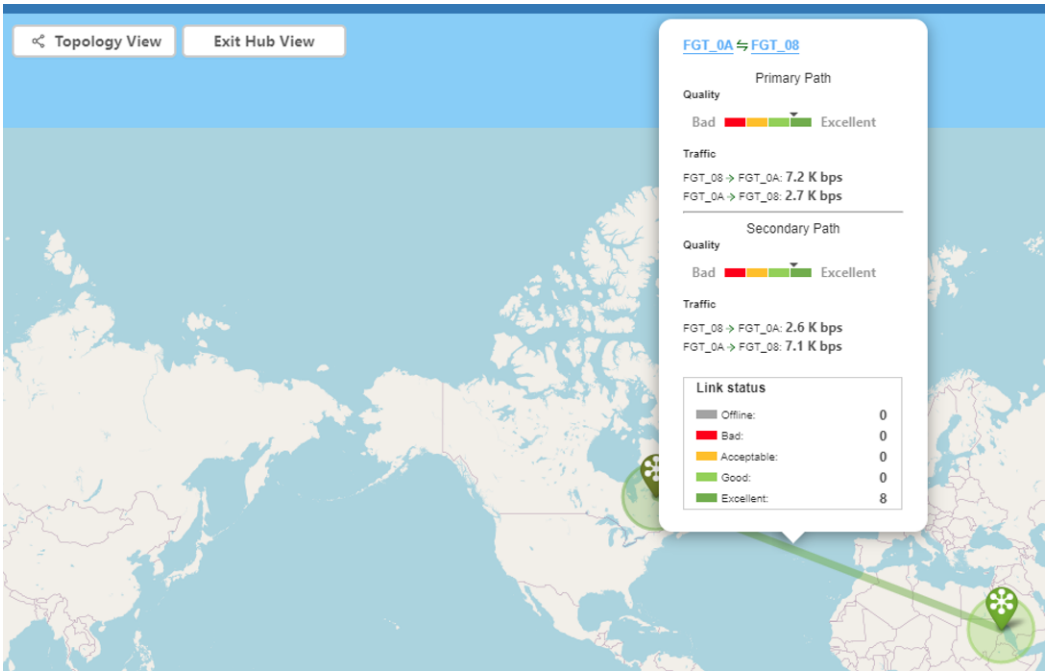 Topology View
Exit Hub View
FGT_0A ⇋ FGT_08
Primary Path
Quality
Bad Excellent
Traffic
FGT_08 → FGT_0A: 7.2 K bps
FGT_0A → FGT_08: 2.7 K bps
Secondary Path
Quality
Bad Excellent
Traffic
FGT_08 → FGT_0A: 2.6 K bps
FGT_0A → FGT_08: 7.1 K bps
Link status
Offline: 0
Bad: 0
Acceptable: 0
Good: 0
Excellent: 8